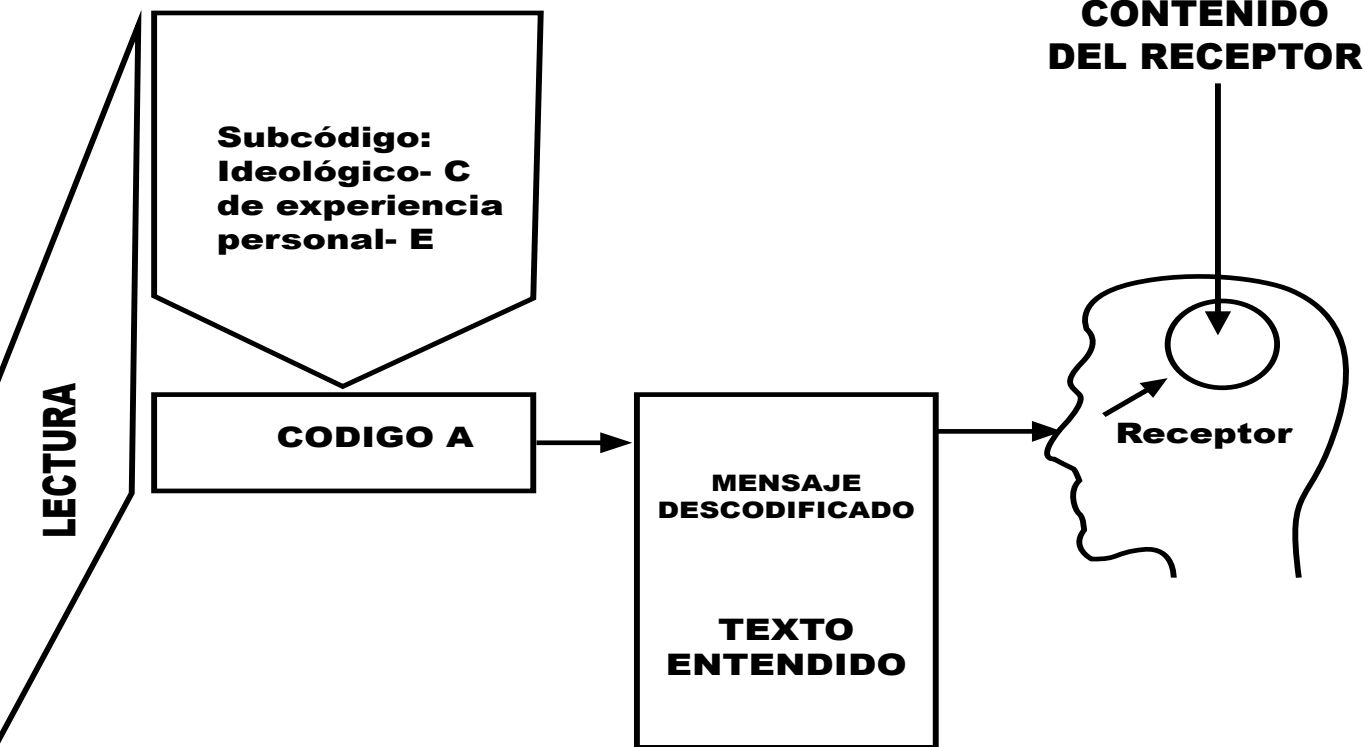 CONTENIDO
DEL RECEPTOR
Subcódigo:
Ideológico- C
de experiencia
personal- E
LECTURA
CODIGO A
MENSAJE
DESCODIFICADO
TEXTO
ENTENDIDO
Receptor